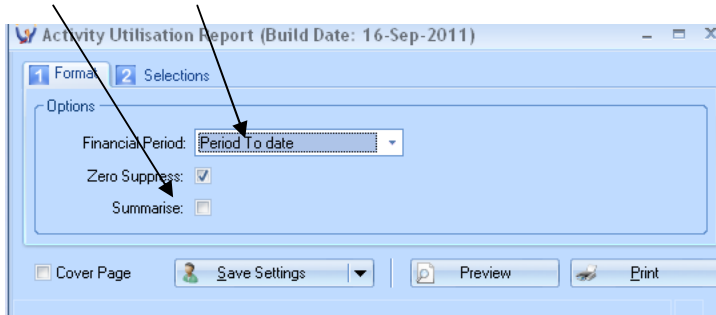 Activity Utilisation Report (Build Date: 16-Sep-2011)
1 Format 2 Selections
Options
Financial Period: Period To date
Zero Suppress:
Summarise:
Cover Page Save Settings Preview Print